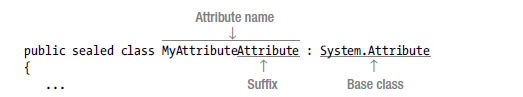 Attribute name
public sealed class MyAttributeAttribute : System.Attribute
{
Suffix
Base class
...